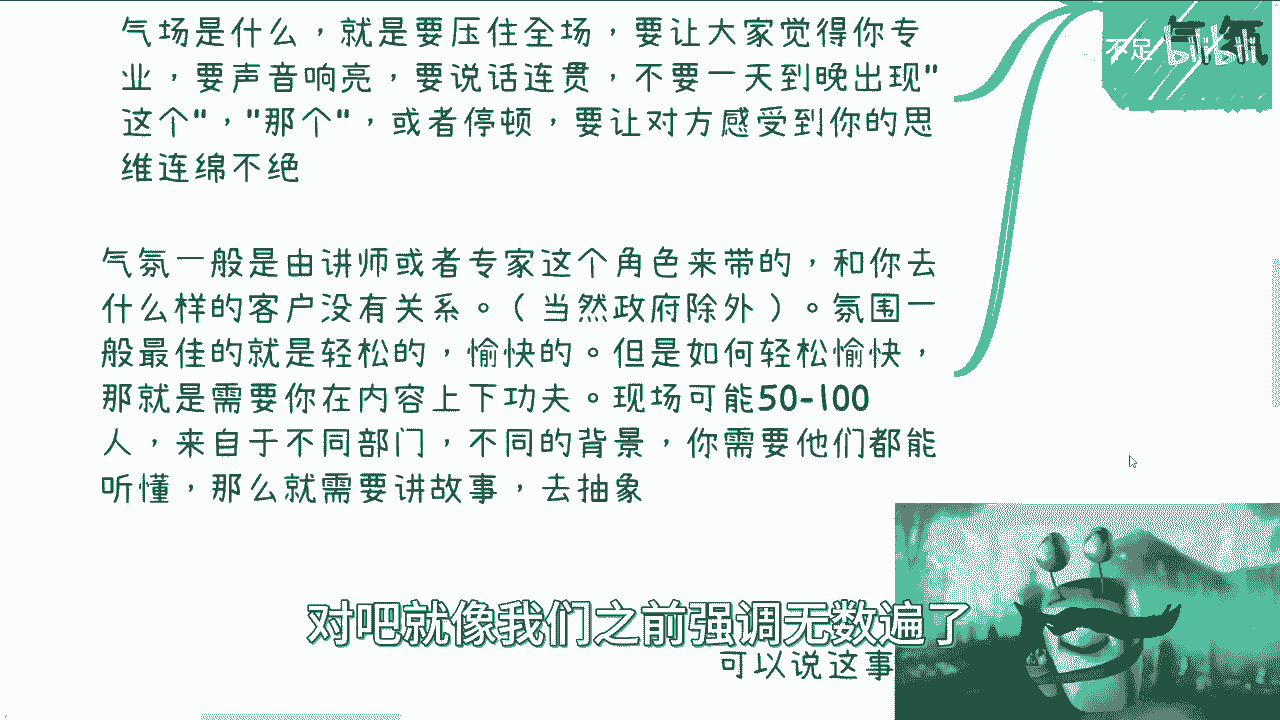 气场是什么，就是要压住全场，要让大家觉得你专
业，要声音响亮，要说话连贯，不要一天到晚出现"
这个"，"那个"，或者停顿，要让对方感受到你的思
维连绵不绝
气氛一般是由讲师或者专家这个角色来带的，和你去
什么样的客户没有关系。（当然政府除外）。氛围一
般最佳的就是轻松的，愉快的。但是如何轻松愉快，
那就是需要你在内容上下功夫。现场可能50-100
人，来自于不同部门，不同的背景，你需要他们都能
听懂，那么就需要讲故事，去抽象
不足
bilibili
对吧就像我们之前强调无数遍了
可以说这事